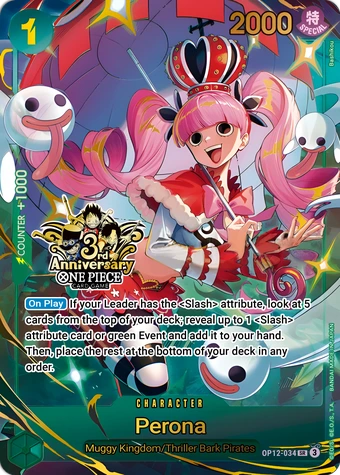 1
2000
特
SPECIAL
Bashikou
COUNTER +1000
3rd
Anniversary
ONE PIECE
CARD GAME
On Play If your Leader has the <Slash> attribute, look at 5
cards from the top of your deck; reveal up to 1 <Slash>
attribute card or green Event and add it to your hand.
Then, place the rest at the bottom of your deck in any
order.
CHARACTER
Perona
Muggy Kingdom/Thriller Bark Pirates
OP12-034 SR 3